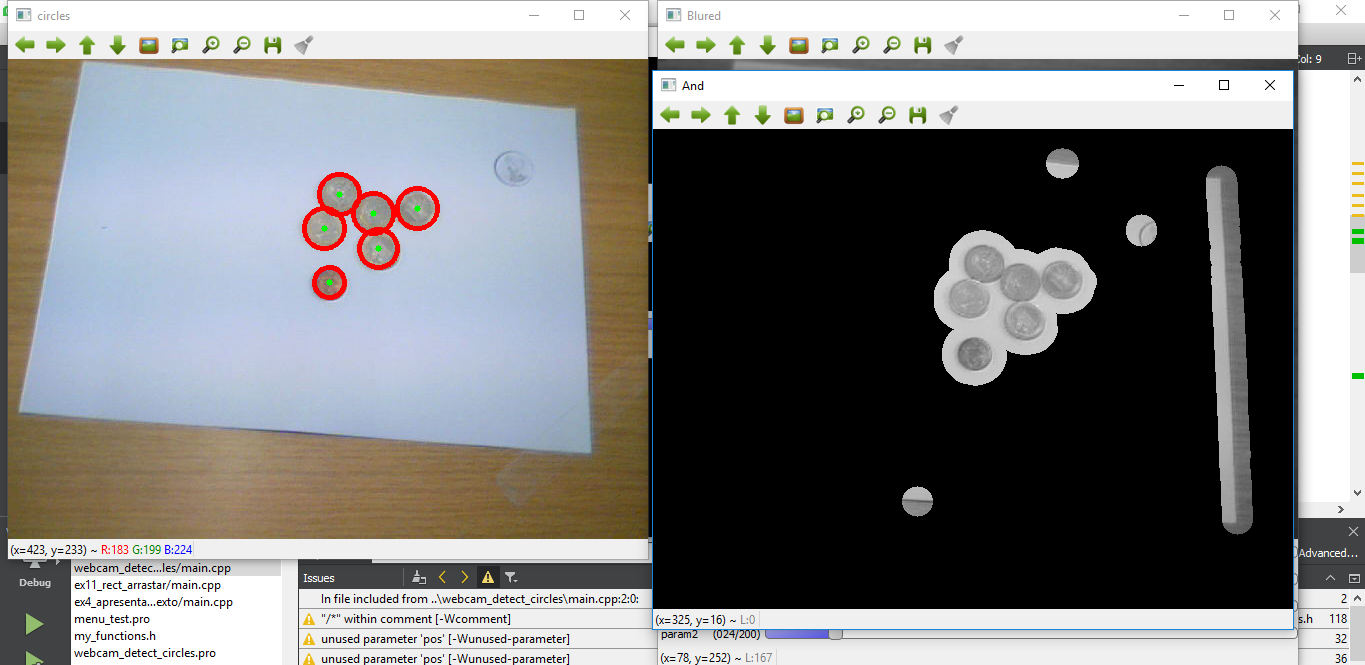 circles
Blured
And
Col: 9
(x=423, y=233) ~ R:183 G:199 B:224
(x=325, y=16) ~ L:0
param2 (024/200)
(x=78, y=252) ~ L:167
Debug
webcam_detec...les/main.cpp
ex11_rect_arrastar/main.cpp
ex4_apresenta...exto/main.cpp
menu_test.pro
my_functions.h
webcam_detect_circles.pro
Issues
In file included from ..\webcam_detect_circles\main.cpp:2:0:
"/*" within comment [-Wcomment]
unused parameter 'pos' [-Wunused-parameter]
unused parameter 'pos' [-Wunused-parameter]
Advanced...
2
s.h 118
32
36